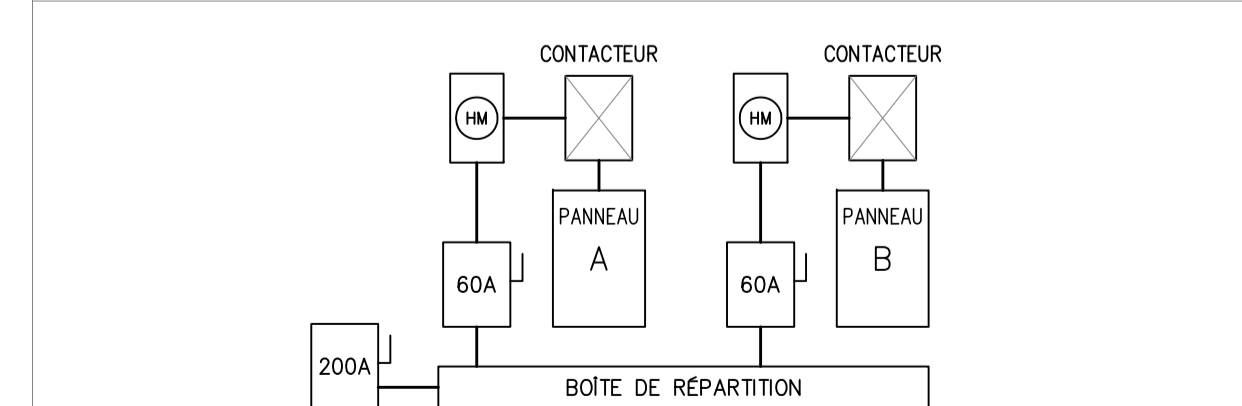 CONTACTEUR
CONTACTEUR
HM
HM
PANNEAU
A
PANNEAU
B
60A
60A
200A
BOÎTE DE RÉPARTITION